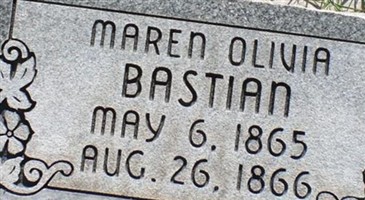 MAREN OLIVIA
BASTIAN
MAY 6, 1865
AUG. 26, 1866